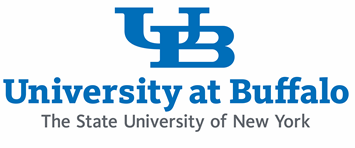 UB
University at Buffalo
The State University of New York